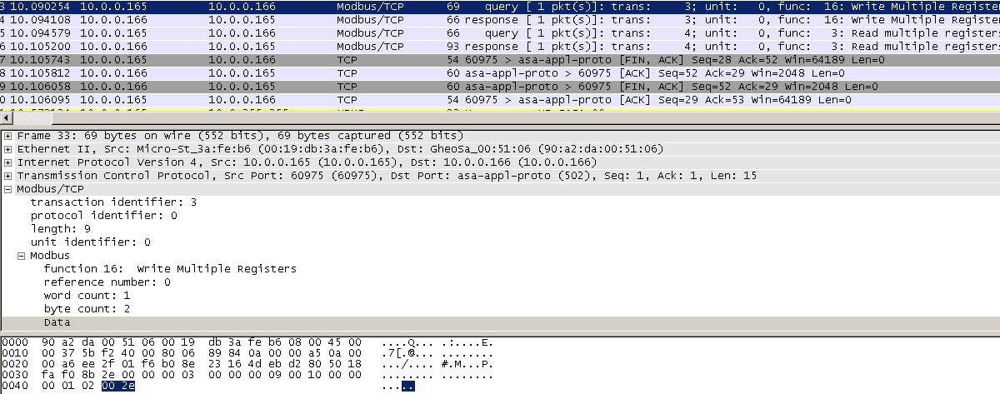 3 10.090254 10.0.0.165 10.0.0.166 Modbus/TCP 69 query [ 1 pkt(s)]: trans: 3; unit: 0, func: 16: Write Multiple Register
4 10.094108 10.0.0.165 10.0.0.166 Modbus/TCP 66 response [ 1 pkt(s)]: trans: 3; unit: 0, func: 16: Write Multiple Register
5 10.094579 10.0.0.165 10.0.0.166 Modbus/TCP 66 query [ 1 pkt(s)]: trans: 4; unit: 0, func: 3: Read multiple registers
6 10.105200 10.0.0.165 10.0.0.166 Modbus/TCP 93 response [ 1 pkt(s)]: trans: 4; unit: 0, func: 3: Read multiple registers
7 10.105743 10.0.0.165 10.0.0.166 TCP 54 60975 > asa-appl-proto [FIN, ACK] Seq=28 Ack=52 Win=64189 Len=0
8 10.105812 10.0.0.165 10.0.0.166 TCP 60 asa-appl-proto > 60975 [ACK] Seq=52 Ack=29 Win=2048 Len=0
9 10.106058 10.0.0.165 10.0.0.166 TCP 60 asa-appl-proto > 60975 [FIN, ACK] Seq=52 Ack=29 Win=2048 Len=0
0 10.106095 10.0.0.165 10.0.0.166 TCP 54 60975 > asa-appl-proto [ACK] Seq=29 Ack=53 Win=64189 Len=0
Frame 33: 69 bytes on wire (552 bits), 69 bytes captured (552 bits)
Ethernet II, Src: Micro-St_3a:fe:b6 (00:19:db:3a:fe:b6), Dst: GheoSa_00:51:06 (90:a2:da:00:51:06)
Internet Protocol Version 4, Src: 10.0.0.165 (10.0.0.165), Dst: 10.0.0.166 (10.0.0.166)
Transmission Control Protocol, Src Port: 60975 (60975), Dst Port: asa-appl-proto (502), Seq: 1, Ack: 1, Len: 15
Modbus/TCP
transaction identifier: 3
protocol identifier: 0
length: 9
unit identifier: 0
Modbus
function 16: Write Multiple Registers
reference number: 0
word count: 1
byte count: 2
Data
0000 90 a2 da 00 51 06 00 19 db 3a fe b6 08 00 45 00 ....Q... .:....E.
0010 00 37 5b f2 40 00 80 06 89 84 0a 00 00 a5 0a 00 .7[.@... ........
0020 00 a6 ee 2f 01 f6 b0 8e 23 16 4d eb d2 80 50 18 .../.... #.M...P.
0030 fa f0 8b 2e 00 00 00 03 00 00 00 09 00 10 00 00 ........ ........
0040 00 01 02 00 2e .....